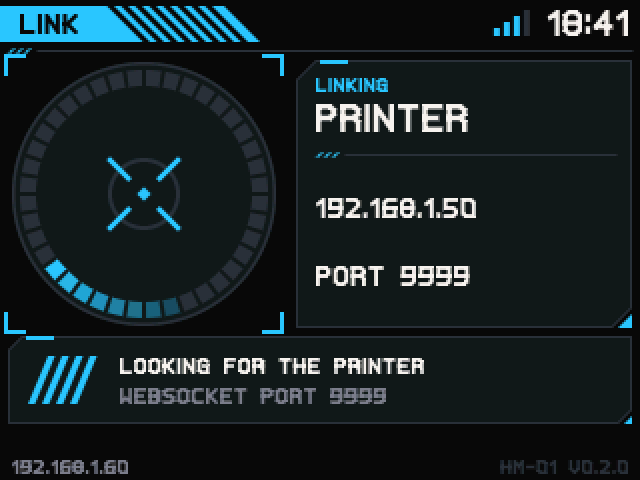 LINK
18:41
LINKING
PRINTER
192.168.1.50
PORT 9999
LOOKING FOR THE PRINTER
WEBSOCKET PORT 9999
192.168.1.60
HM-01 V0.2.0